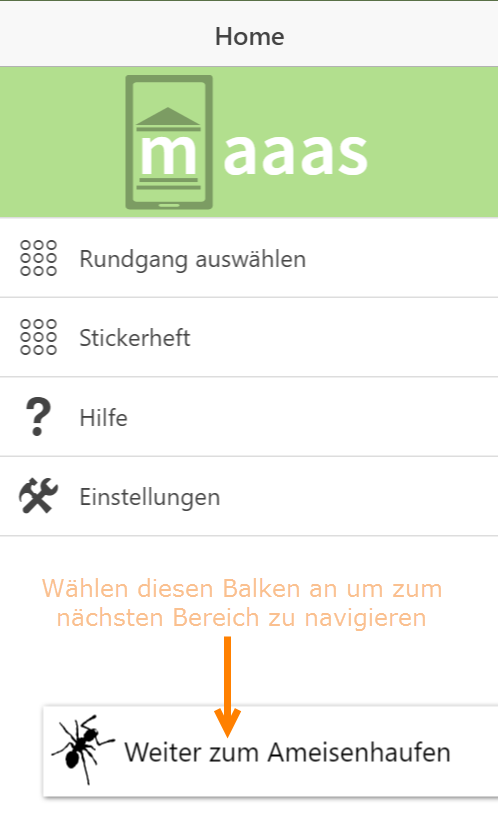 Home
maaas
Rundgang auswählen
Stickerheft
Hilfe
Einstellungen
Wählen diesen Balken an um zum
nächsten Bereich zu navigieren
Weiter zum Ameisenhaufen